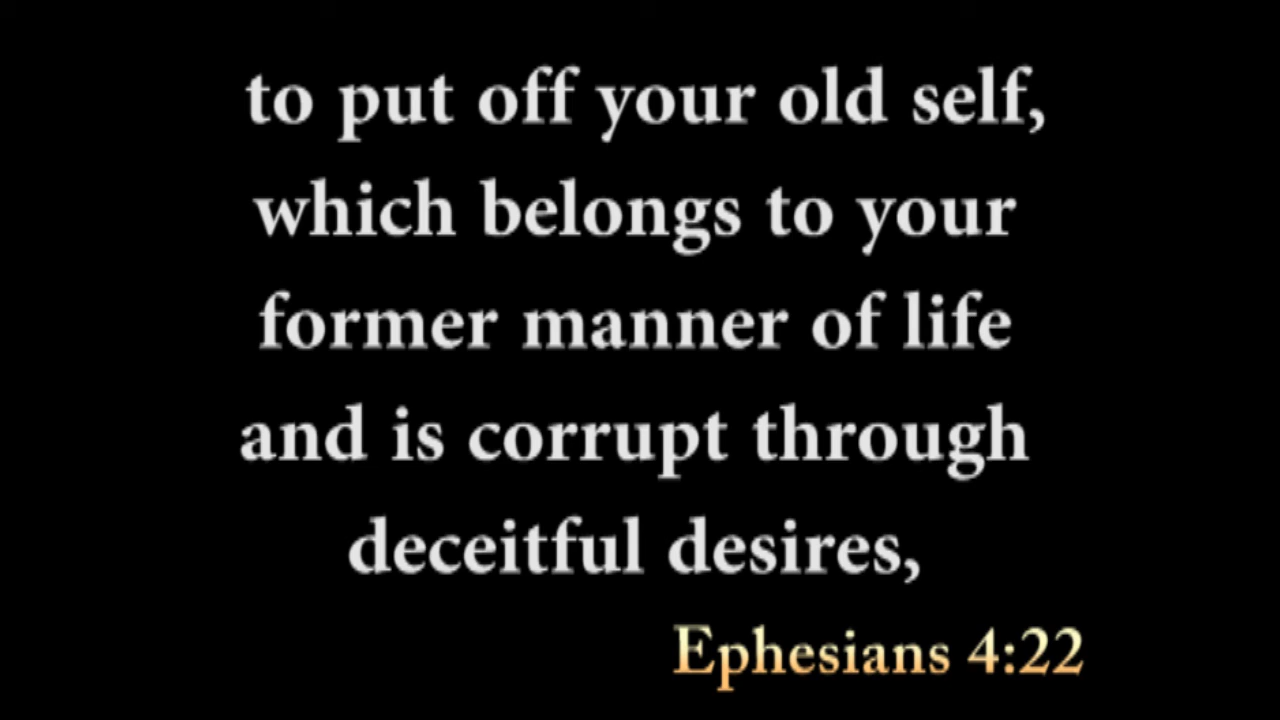 to put off your old self,
which belongs to your
former manner of life
and is corrupt through
deceitful desires,
Ephesians 4:22